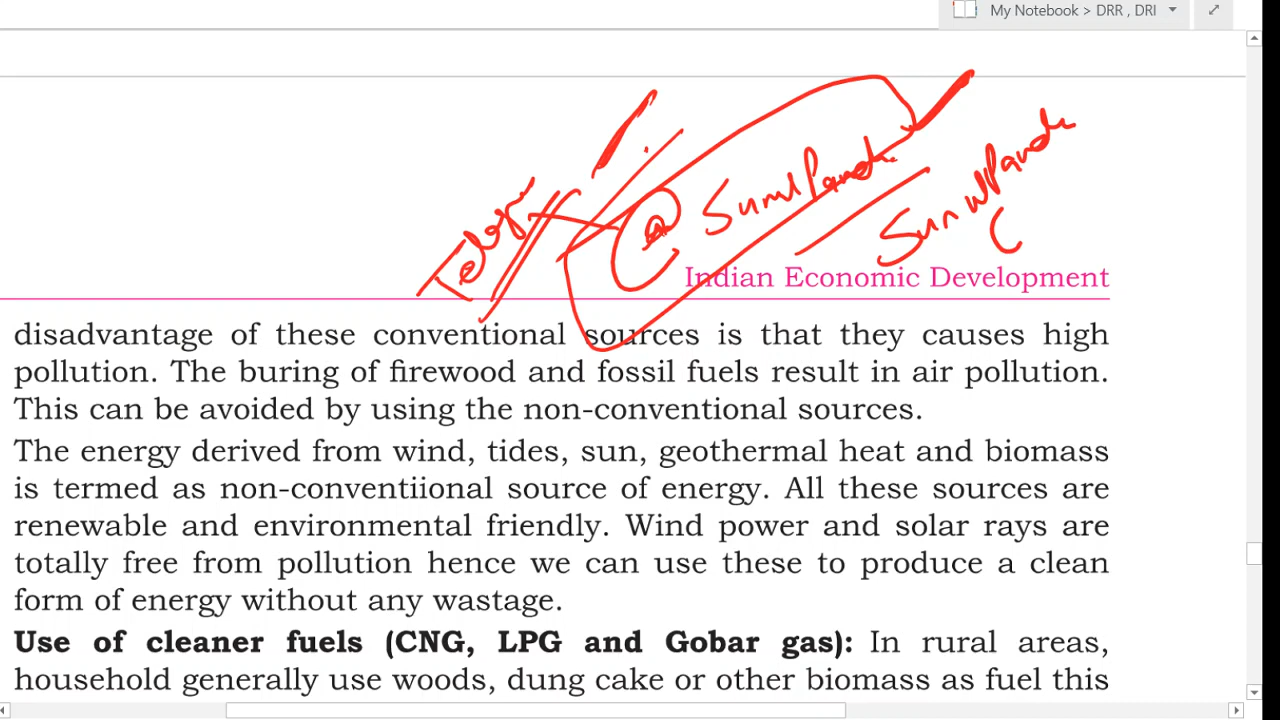 My Notebook > DRR , DRI
@ Sunil Panda
Indian Economic Development
disadvantage of these conventional sources is that they causes high
pollution. The buring of firewood and fossil fuels result in air pollution.
This can be avoided by using the non-conventional sources.
The energy derived from wind, tides, sun, geothermal heat and biomass
is termed as non-conventiional source of energy. All these sources are
renewable and environmental friendly. Wind power and solar rays are
totally free from pollution hence we can use these to produce a clean
form of energy without any wastage.
Use of cleaner fuels (CNG, LPG and Gobar gas): In rural areas,
household generally use woods, dung cake or other biomass as fuel this